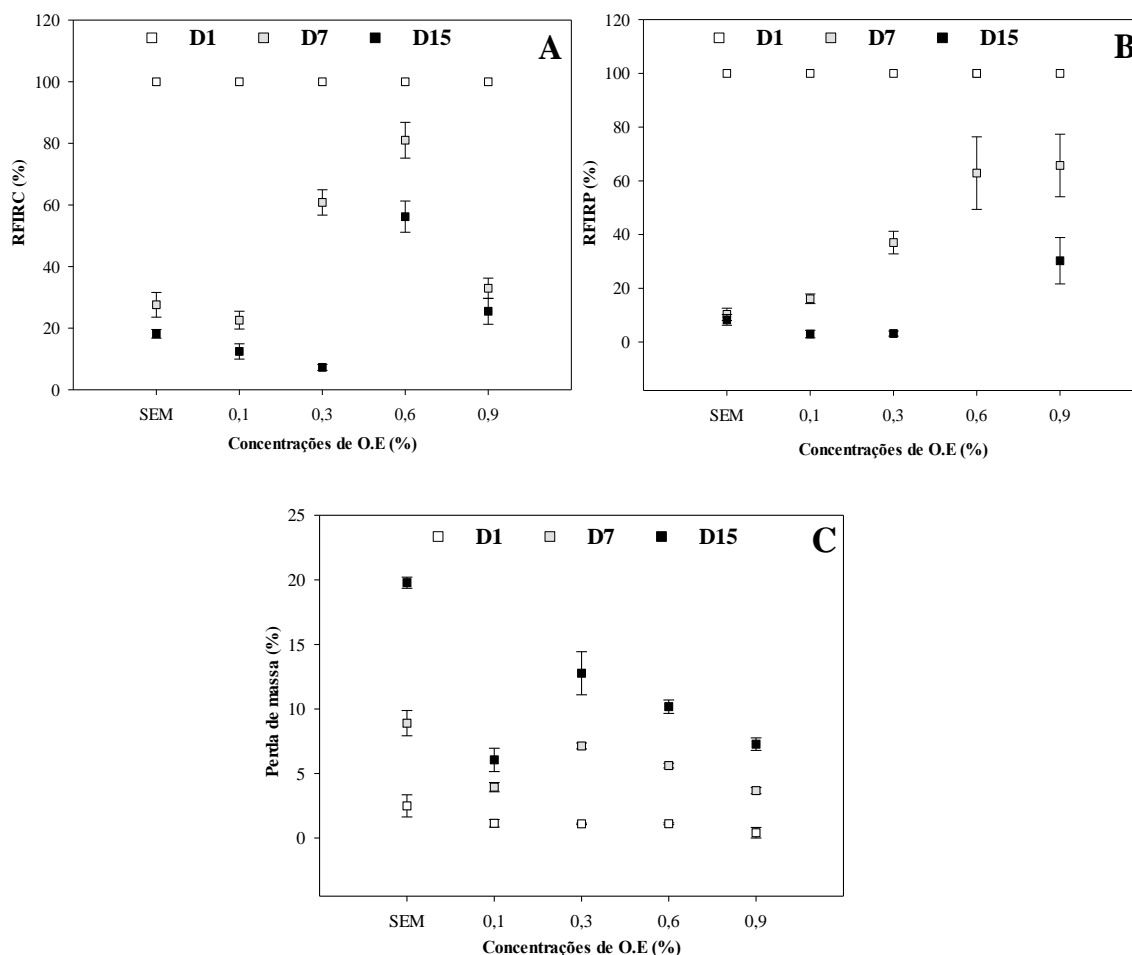 120
D1 D7 D15
A
100
80
60
40
20
0
RFIRC (%)
SEM 0,1 0,3 0,6 0,9
Concentrações de O.E (%)
120
D1 D7 D15
B
100
80
60
40
20
0
RFIRP (%)
SEM 0,1 0,3 0,6 0,9
Concentrações de O.E (%)
25
D1 D7 D15
C
20
15
10
5
0
Perda de massa (%)
SEM 0,1 0,3 0,6 0,9
Concentrações de O.E (%)